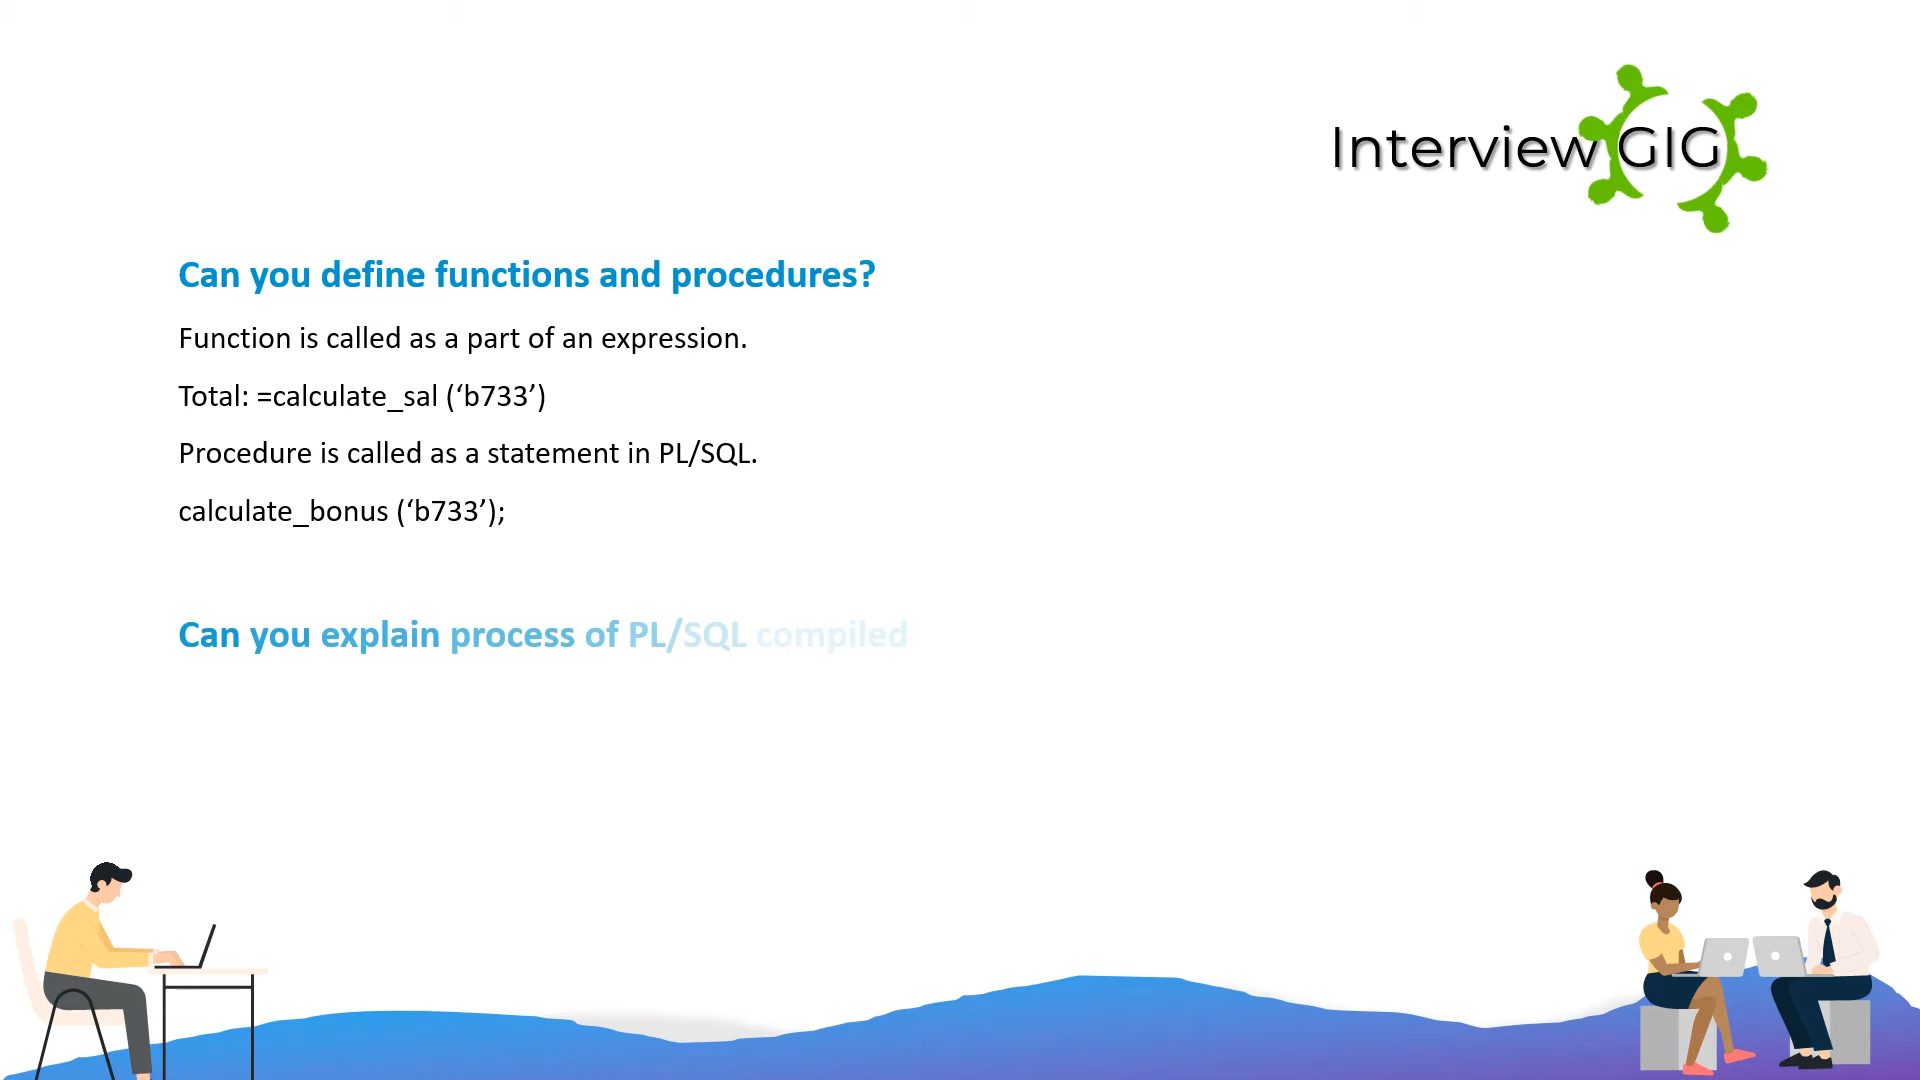 Interview GIG
Can you define functions and procedures?
Function is called as a part of an expression.
Total: =calculate_sal (‘b733’)
Procedure is called as a statement in PL/SQL.
calculate_bonus (‘b733’);
Can you explain process of PL/SQL compiled